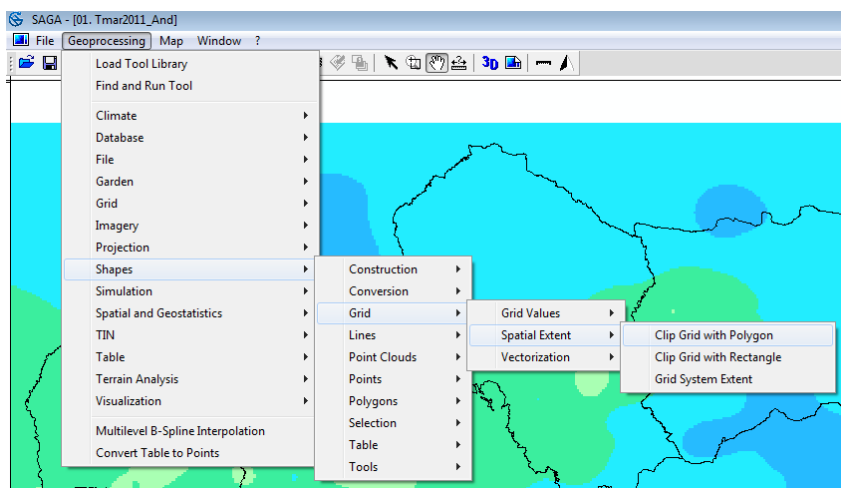 SAGA - [01. Tmar2011_And]
File Geoprocessing Map Window ?
3D
Load Tool Library
Find and Run Tool
Climate
Database
File
Garden
Grid
Imagery
Projection
Shapes
Simulation
Spatial and Geostatistics
TIN
Table
Terrain Analysis
Visualization
Multilevel B-Spline Interpolation
Convert Table to Points
Construction
Conversion
Grid
Lines
Point Clouds
Points
Polygons
Selection
Table
Tools
Grid Values
Spatial Extent
Vectorization
Clip Grid with Polygon
Clip Grid with Rectangle
Grid System Extent